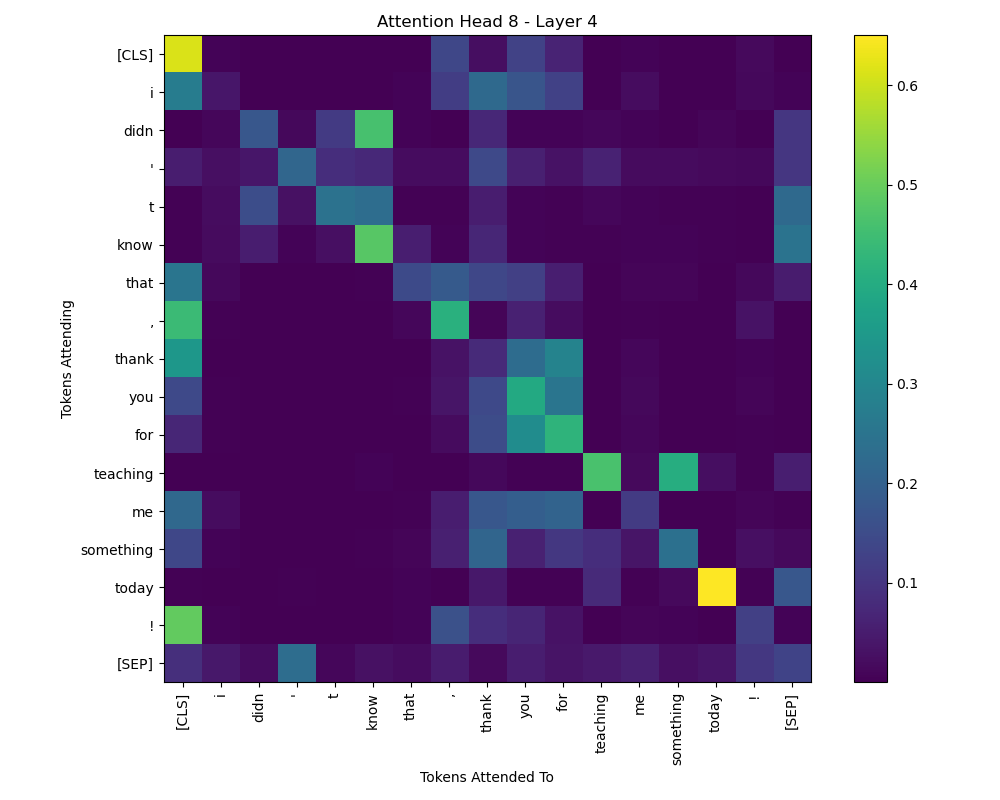 Attention Head 8 - Layer 4
[CLS]
i
didn
'
t
know
that
,
thank
you
for
teaching
me
something
today
!
[SEP]
Tokens Attending
[CLS]
i
didn
'
t
know
that
,
thank
you
for
teaching
me
something
today
!
[SEP]
Tokens Attended To
0.6
0.5
0.4
0.3
0.2
0.1